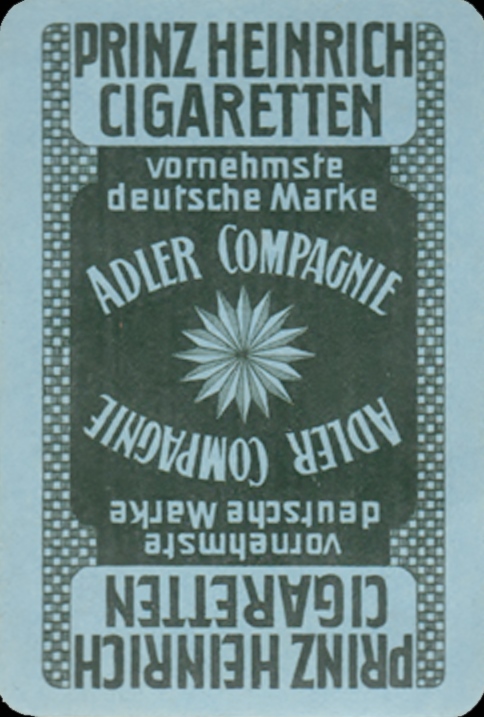 PRINZ HEINRICH
CIGARETTEN
vornehmste
deutsche Marke
ADLER COMPAGNIE
ADLER COMPAGNIE
deutsche Marke
vornehmste
CIGARETTEN
PRINZ HEINRICH